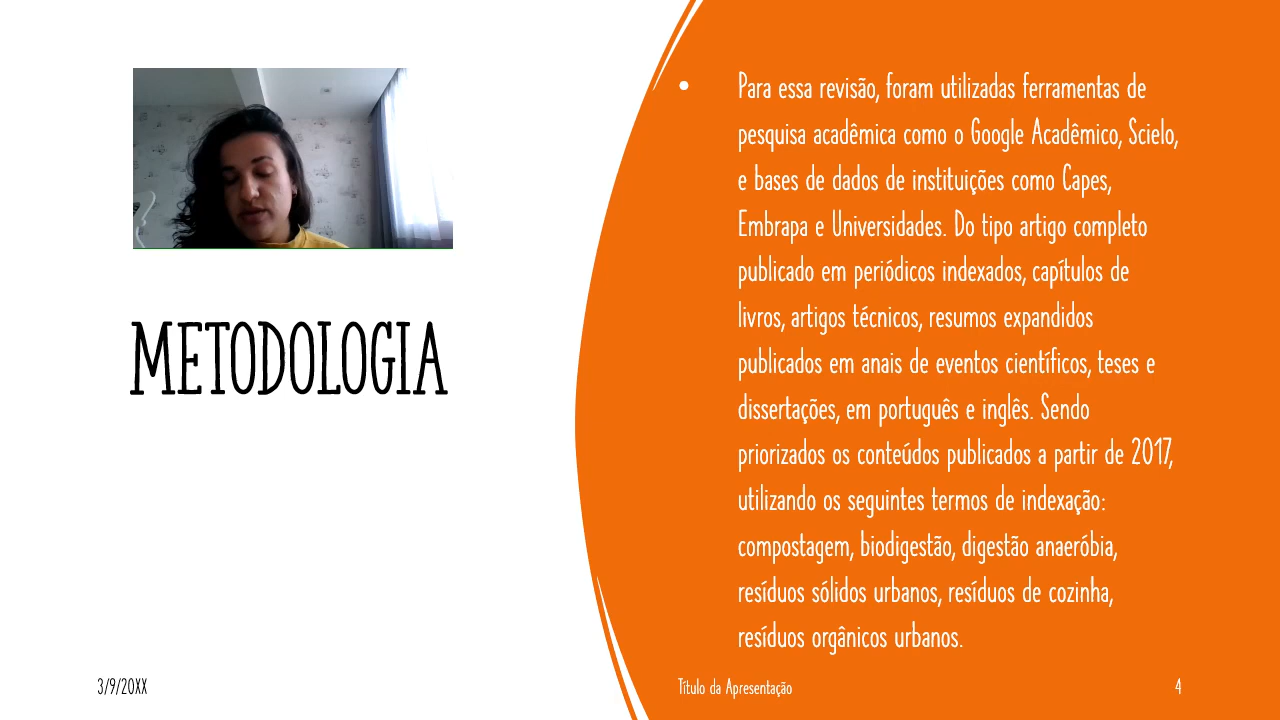 METODOLOGIA
• Para essa revisão, foram utilizadas ferramentas de
pesquisa acadêmica como o Google Acadêmico, Scielo,
e bases de dados de instituições como Capes,
Embrapa e Universidades. Do tipo artigo completo
publicado em periódicos indexados, capítulos de
livros, artigos técnicos, resumos expandidos
publicados em anais de eventos científicos, teses e
dissertações, em português e inglês. Sendo
priorizados os conteúdos publicados a partir de 2017,
utilizando os seguintes termos de indexação:
compostagem, biodigestão, digestão anaeróbia,
resíduos sólidos urbanos, resíduos de cozinha,
resíduos orgânicos urbanos.
3/9/20XX
Título da Apresentação
4